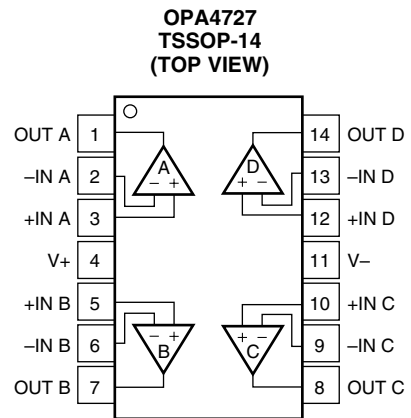 OPA4727
TSSOP-14
(TOP VIEW)
OUT A 1 14 OUT D
A D
–IN A 2 – + + – 13 –IN D
+IN A 3 12 +IN D
V+ 4 11 V–
+IN B 5 10 +IN C
– + + –
–IN B 6 9 –IN C
B C
OUT B 7 8 OUT C